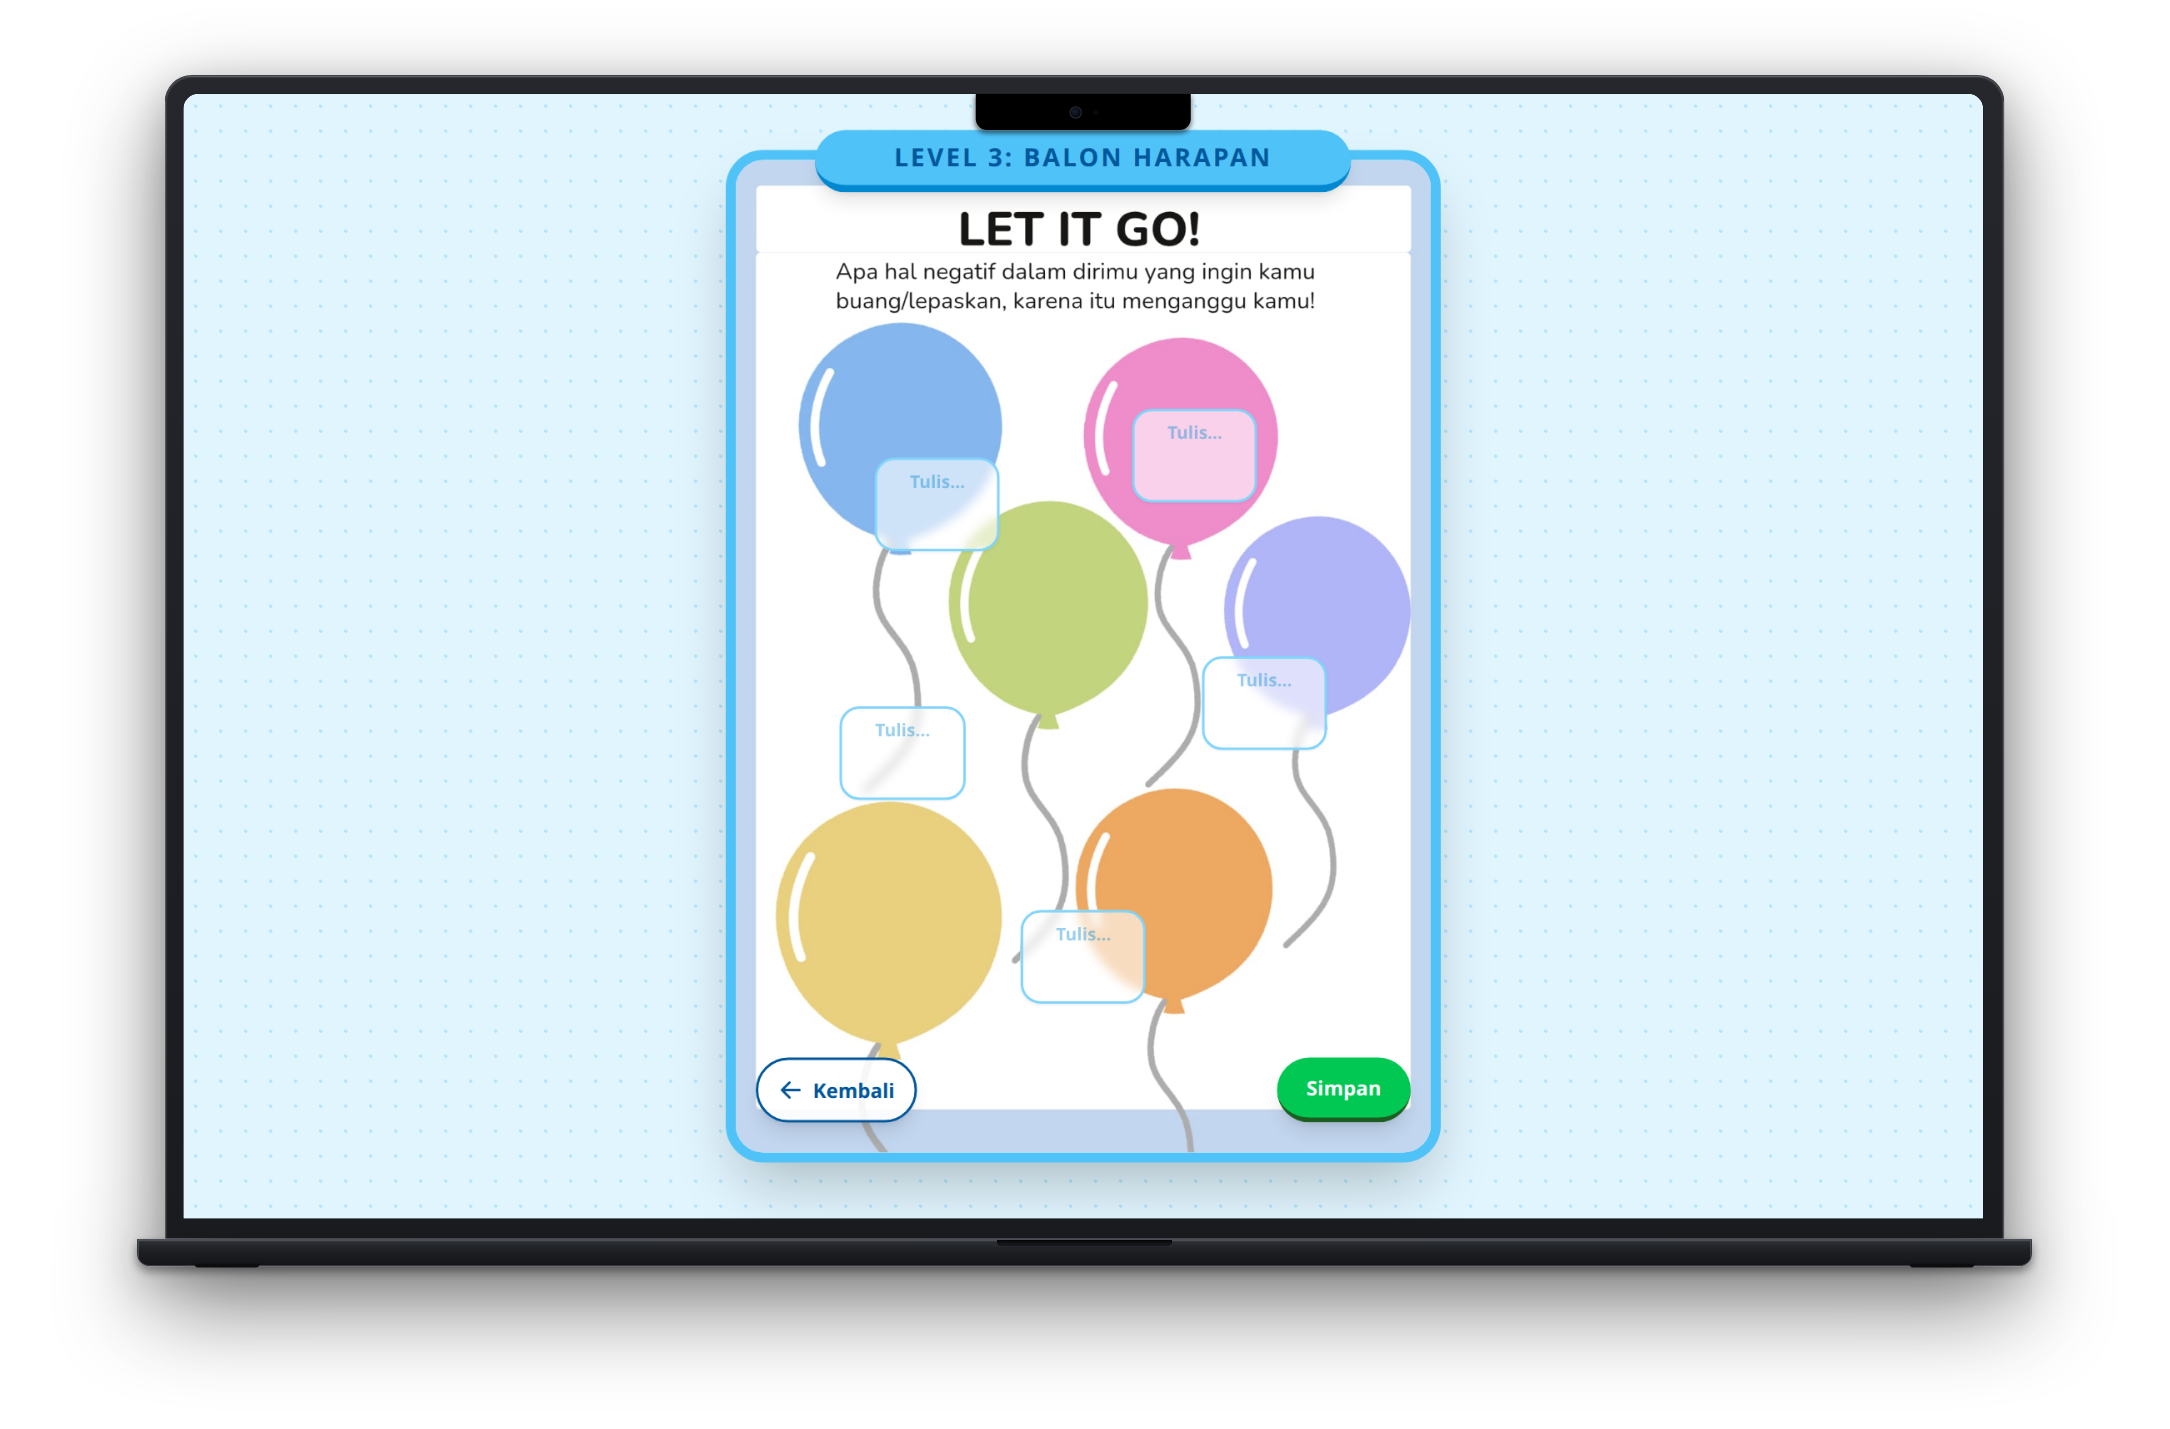 LEVEL 3: BALON HARAPAN
LET IT GO!
Apa hal negatif dalam dirimu yang ingin kamu
buang/lepaskan, karena itu menganggu kamu!
Tulis...
Tulis...
Tulis...
Tulis...
Tulis...
Kembali
Simpan